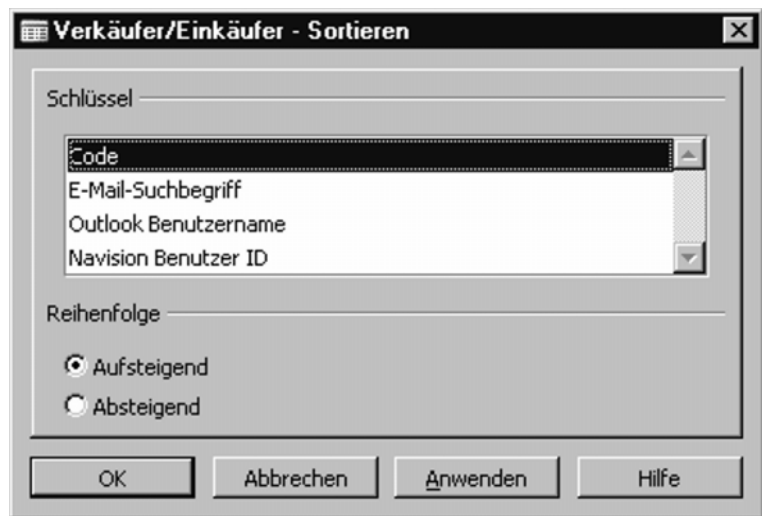 Verkäufer/Einkäufer - Sortieren
Schlüssel
Code
E-Mail-Suchbegriff
Outlook Benutzername
Navision Benutzer ID
Reihenfolge
Aufsteigend
Absteigend
OK
Abbrechen
Anwenden
Hilfe